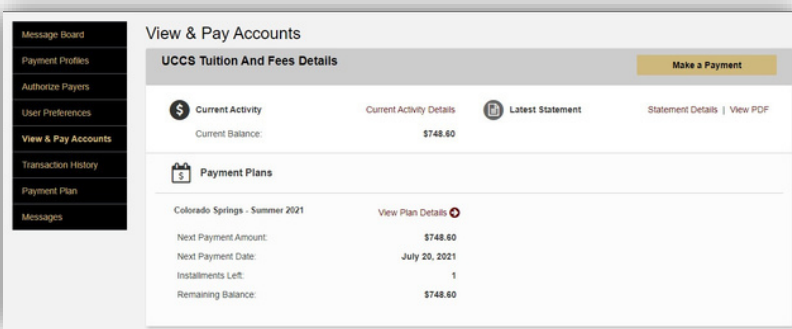 Message Board
Payment Profiles
Authorize Payers
User Preferences
View & Pay Accounts
Transaction History
Payment Plan
Messages
View & Pay Accounts
UCCS Tuition And Fees Details
Make a Payment
Current Activity
Current Activity Details
Current Balance: $748.60
Latest Statement
Statement Details | View PDF
Payment Plans
Colorado Springs - Summer 2021
View Plan Details
Next Payment Amount: $748.60
Next Payment Date: July 20, 2021
Installments Left: 1
Remaining Balance: $748.60